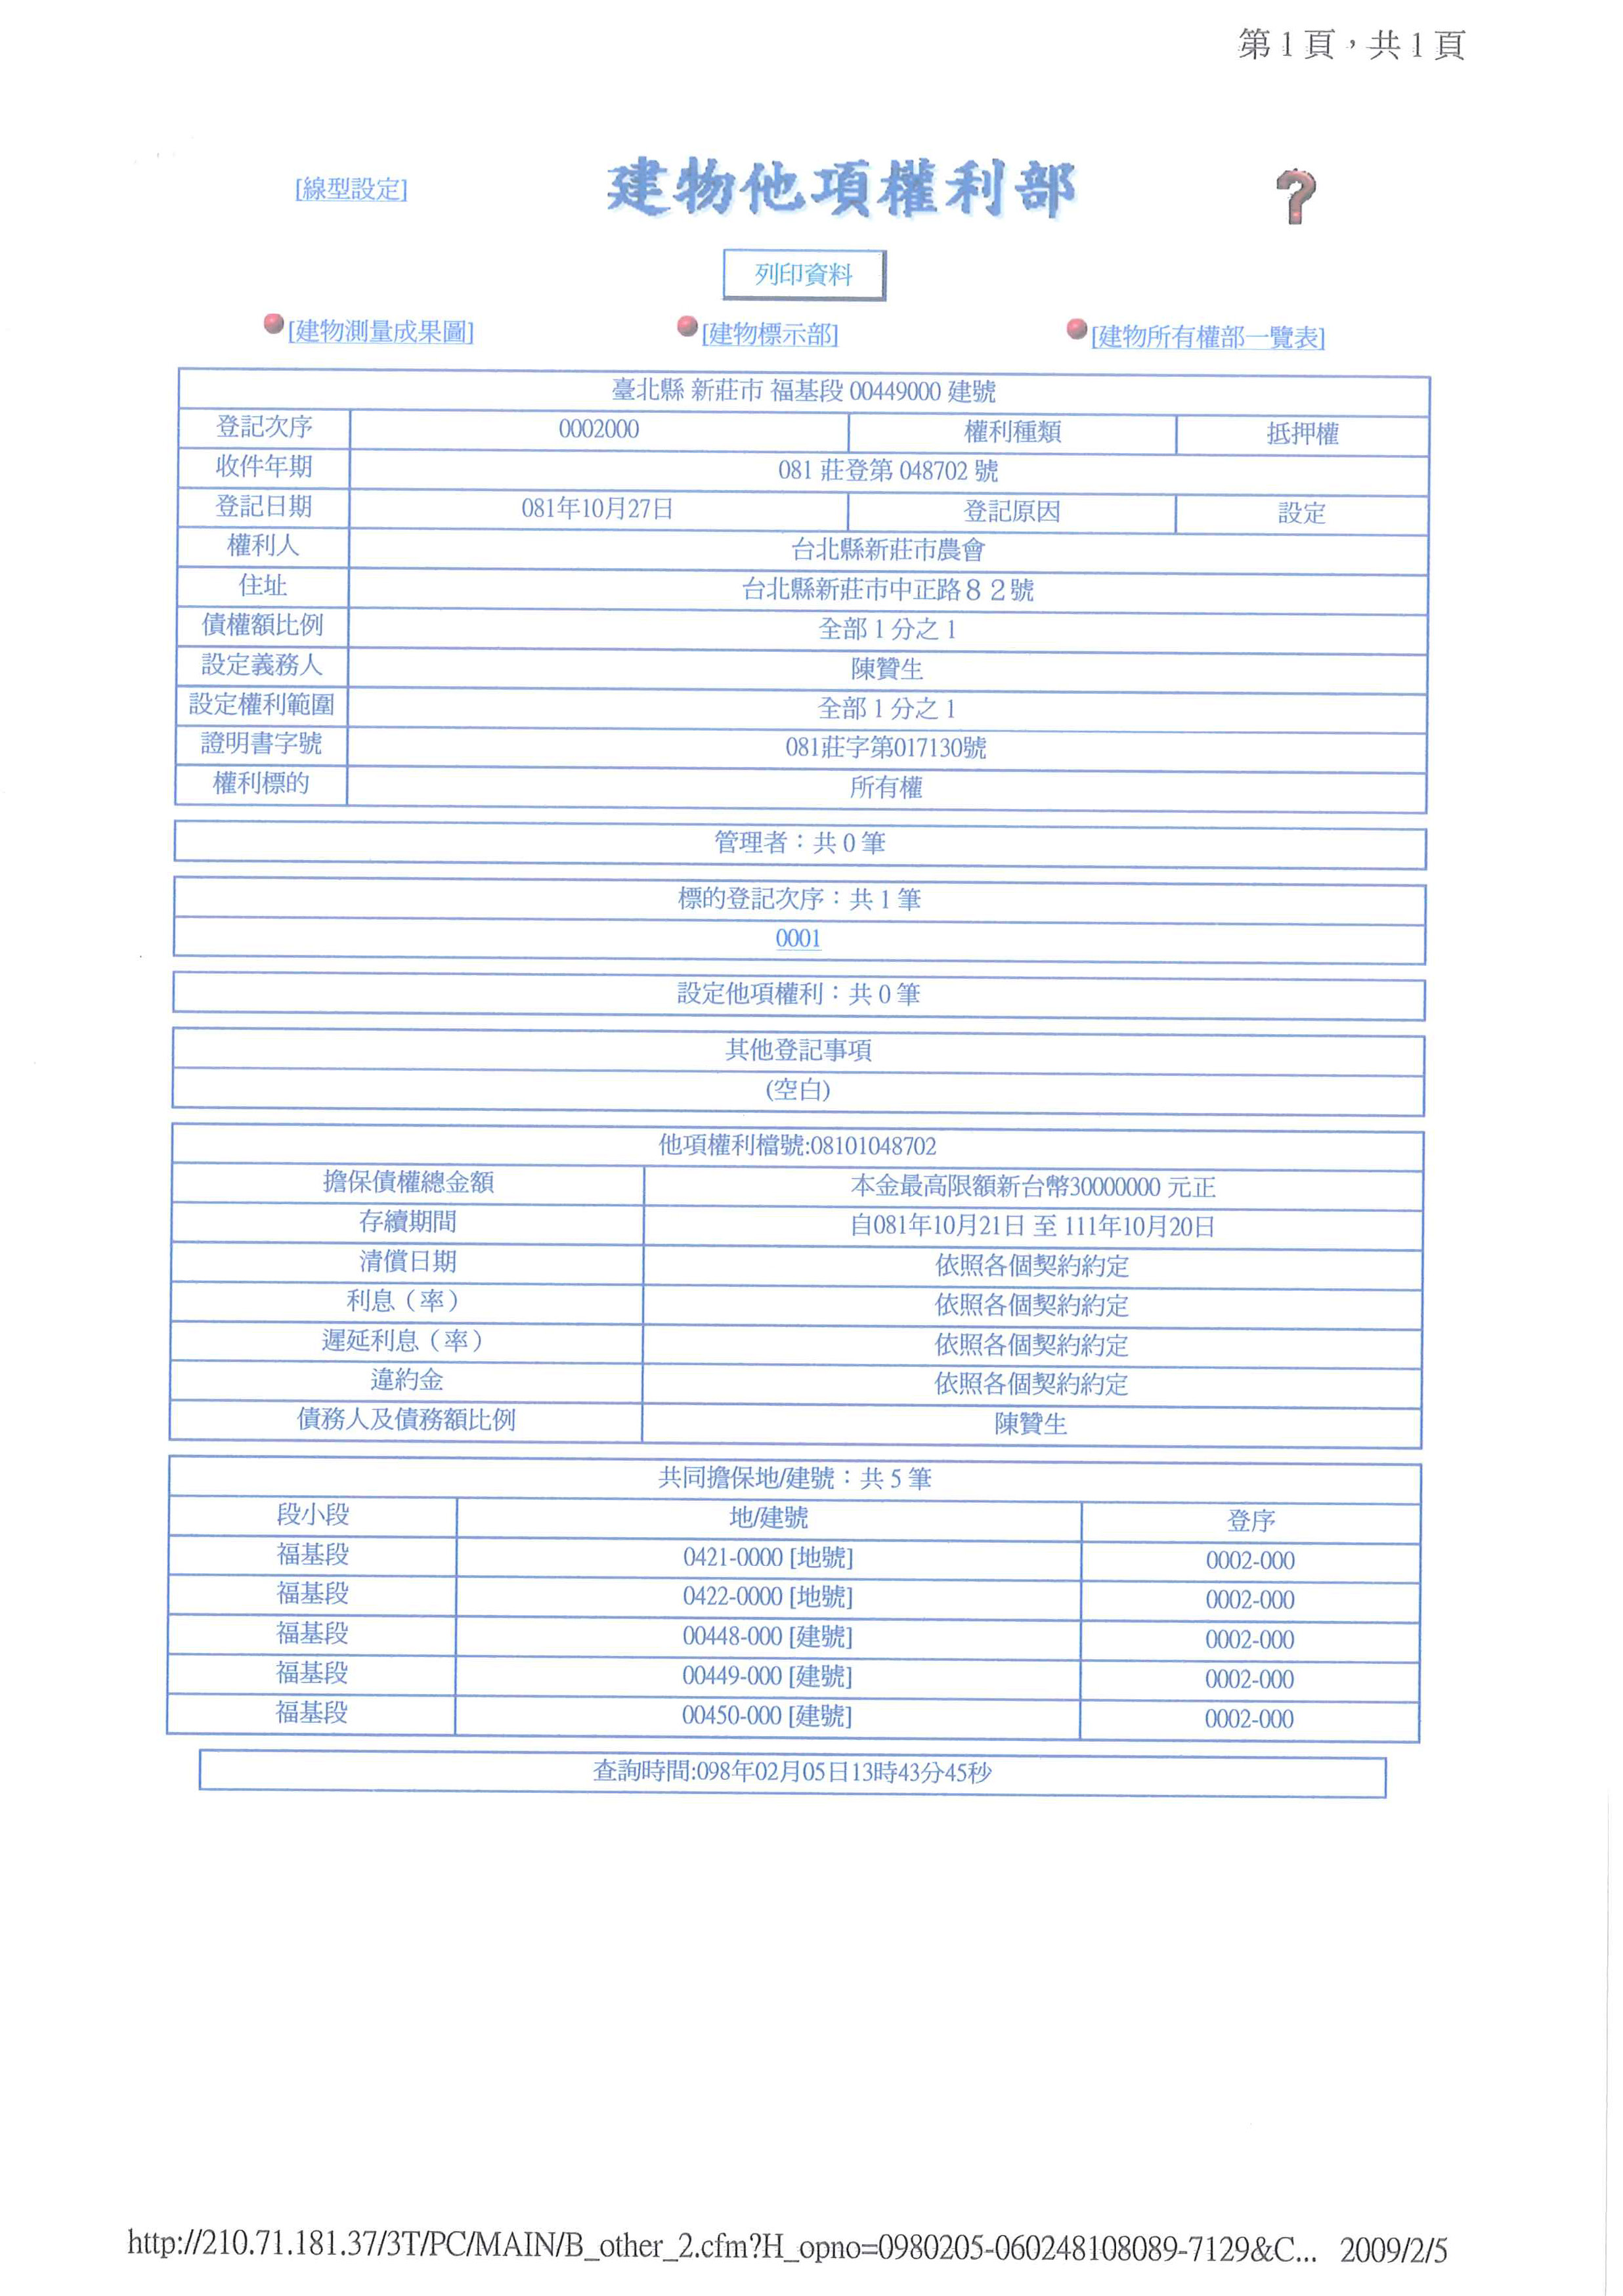 第1頁，共1頁
[線型設定] 建物他項權利部
列印資料
[建物測量成果圖] [建物標示部] [建物所有權部一覽表]
臺北縣 新莊市 福基段 00449000 建號
登記次序 0002000 權利種類 抵押權
收件年期 081 莊登第 048702 號
登記日期 081年10月27日 登記原因 設定
權利人 台北縣新莊市農會
住址 台北縣新莊市中正路８２號
債權額比例 全部 1 分之 1
設定義務人 陳贊生
設定權利範圍 全部 1 分之 1
證明書字號 081莊字第017130號
權利標的 所有權
管理者：共 0 筆
標的登記次序：共 1 筆
0001
設定他項權利：共 0 筆
其他登記事項
(空白)
他項權利檔號:08101048702
擔保債權總金額 本金最高限額新台幣30000000 元正
存續期間 自081年10月21日 至 111年10月20日
清償日期 依照各個契約約定
利息（率） 依照各個契約約定
遲延利息（率） 依照各個契約約定
違約金 依照各個契約約定
債務人及債務額比例 陳贊生
共同擔保地/建號：共 5 筆
段小段 地/建號 登序
福基段 0421-0000 [地號] 0002-000
福基段 0422-0000 [地號] 0002-000
福基段 00448-000 [建號] 0002-000
福基段 00449-000 [建號] 0002-000
福基段 00450-000 [建號] 0002-000
查詢時間:098年02月05日13時43分45秒
http://210.71.181.37/3T/PC/MAIN/B_other_2.cfm?H_opno=0980205-060248108089-7129&C... 2009/2/5